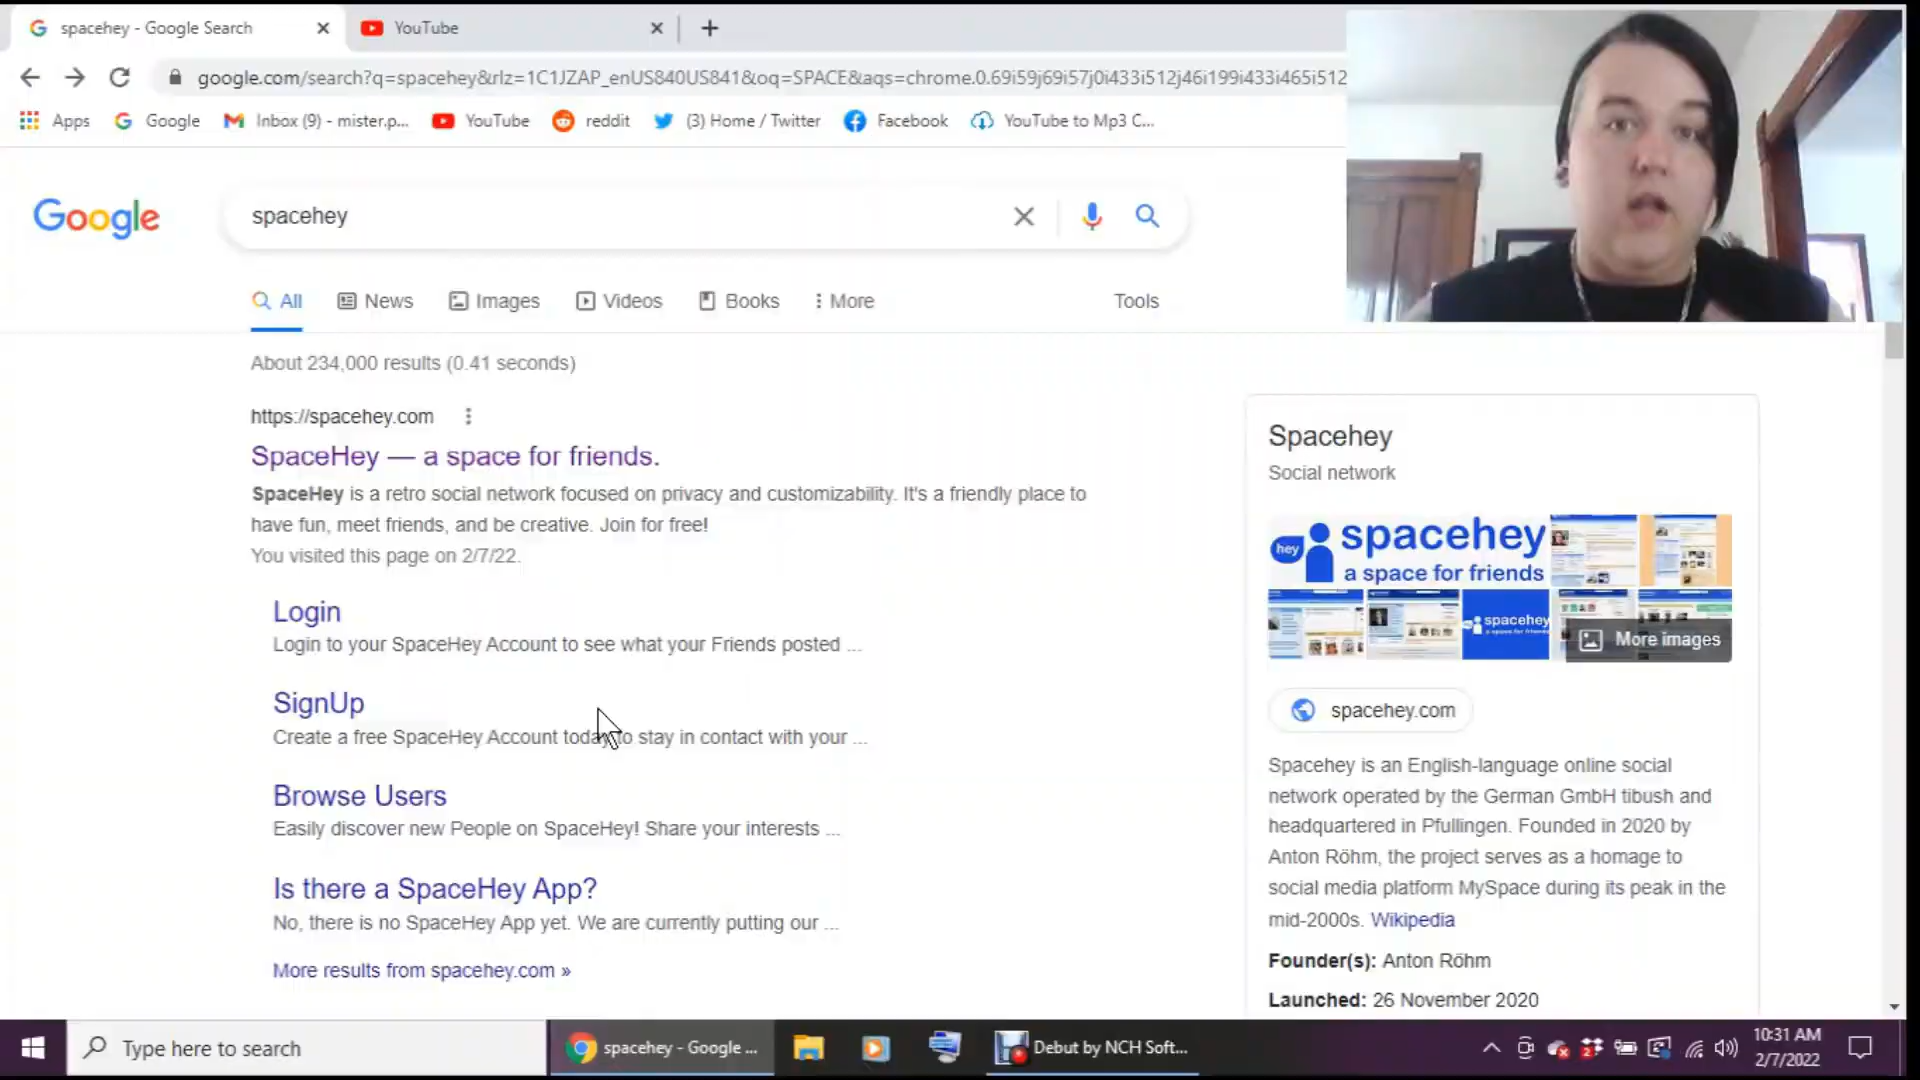 spacehey - Google Search
YouTube
google.com/search?q=spacehey&rlz=1C1JZAP_enUS840US841&oq=SPACE&aqs=chrome.0.69i59j69i57j0i433i512j46i199i433i465i512
Apps
Google
Inbox (9) - mister.p...
YouTube
reddit
(3) Home / Twitter
Facebook
YouTube to Mp3 C...
Google
spacehey
All
News
Images
Videos
Books
More
Tools
About 234,000 results (0.41 seconds)
https://spacehey.com
SpaceHey — a space for friends.
SpaceHey is a retro social network focused on privacy and customizability. It's a friendly place to
have fun, meet friends, and be creative. Join for free!
You visited this page on 2/7/22.
Login
Login to your SpaceHey Account to see what your Friends posted ...
SignUp
Create a free SpaceHey Account today to stay in contact with your ...
Browse Users
Easily discover new People on SpaceHey! Share your interests ...
Is there a SpaceHey App?
No, there is no SpaceHey App yet. We are currently putting our ...
More results from spacehey.com »
Spacehey
Social network
hey
spacehey
a space for friends
spacehey
a space for friends
More images
spacehey.com
Spacehey is an English-language online social
network operated by the German GmbH tibush and
headquartered in Pfullingen. Founded in 2020 by
Anton Röhm, the project serves as a homage to
social media platform MySpace during its peak in the
mid-2000s. Wikipedia
Founder(s): Anton Röhm
Launched: 26 November 2020
Type here to search
spacehey - Google ...
Debut by NCH Soft...
2
10:31 AM
2/7/2022